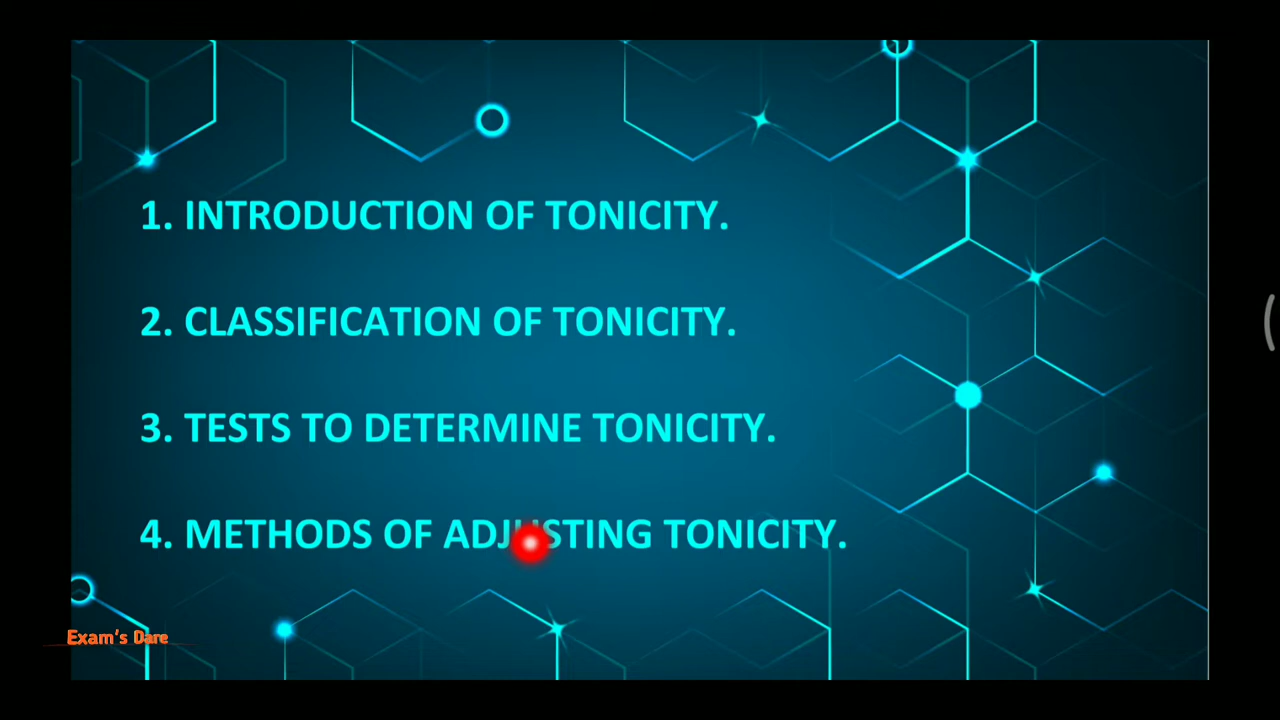 1. INTRODUCTION OF TONICITY.
2. CLASSIFICATION OF TONICITY.
3. TESTS TO DETERMINE TONICITY.
4. METHODS OF ADJUSTING TONICITY.
Exam's Dare